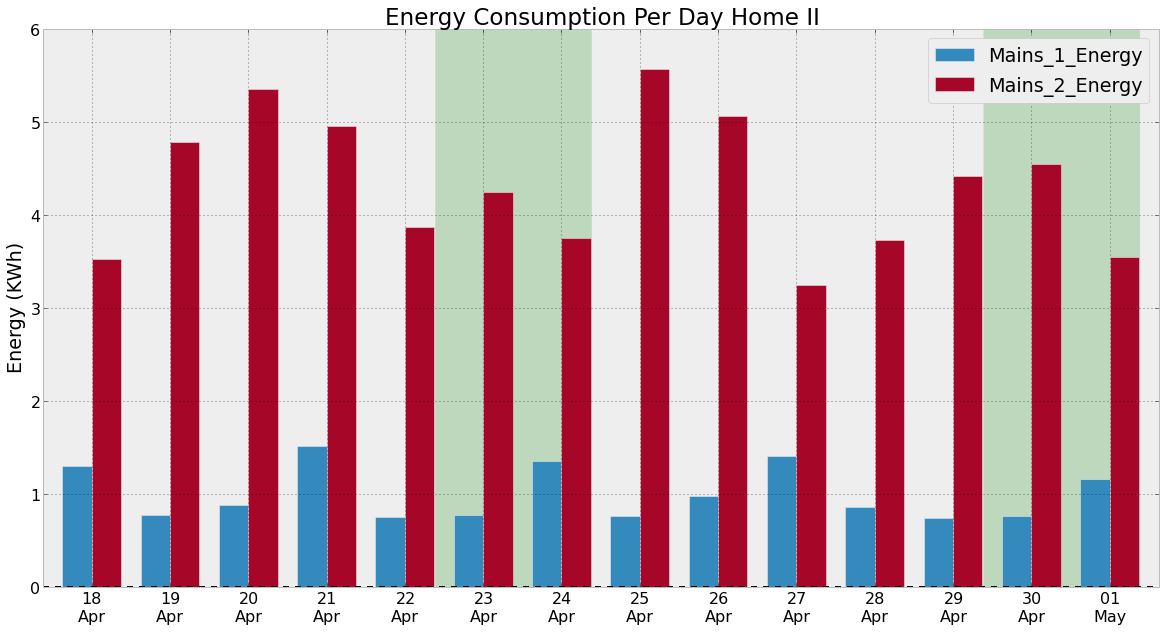 Energy Consumption Per Day Home II
Mains_1_Energy
Mains_2_Energy
Energy (KWh)
6
5
4
3
2
1
0
18 19 20 21 22 23 24 25 26 27 28 29 30 01
Apr Apr Apr Apr Apr Apr Apr Apr Apr Apr Apr Apr Apr May